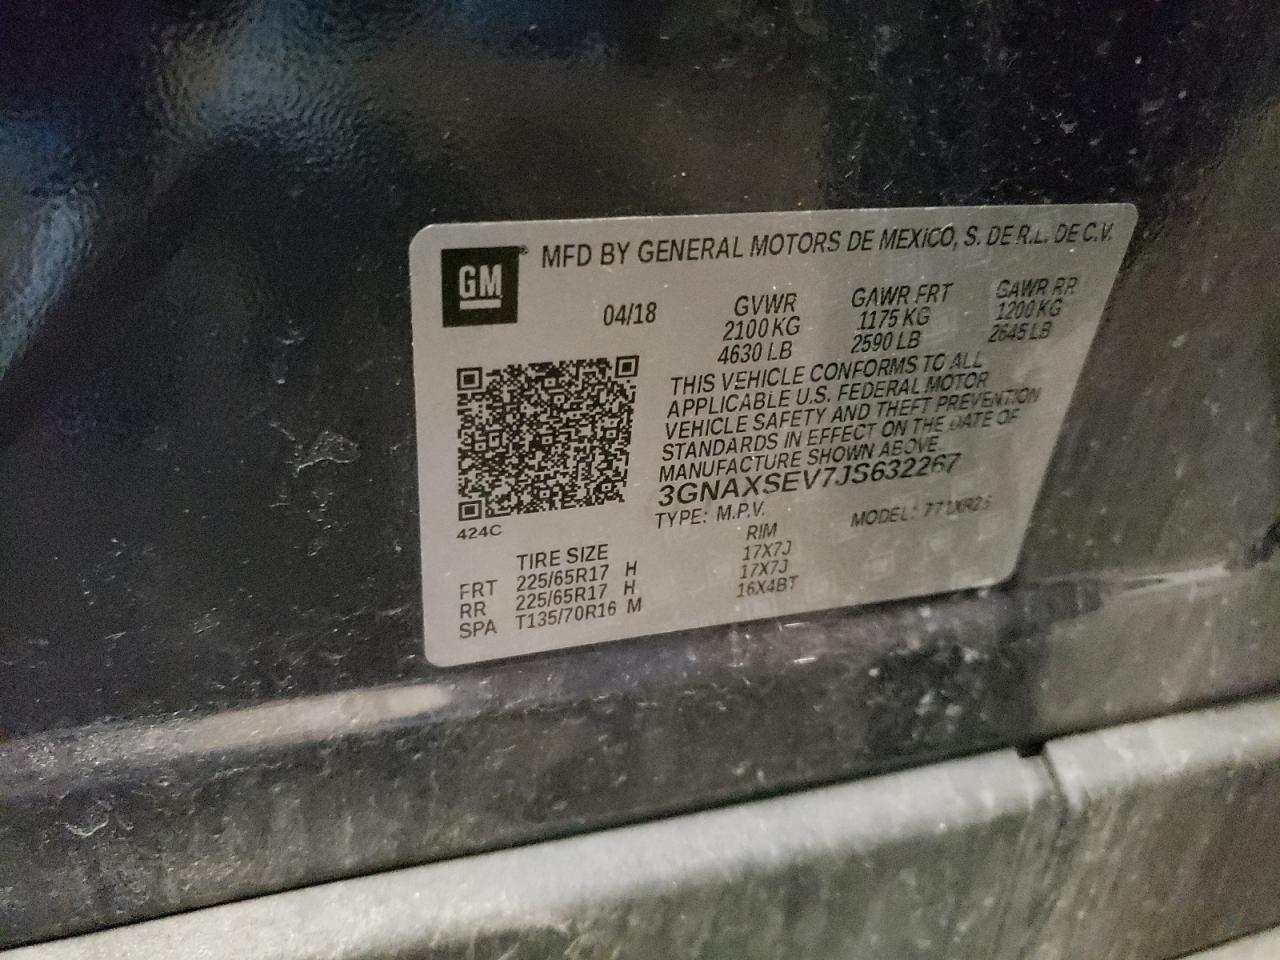 GM® MFD BY GENERAL MOTORS DE MEXICO, S. DE R.L. DE C.V.
04/18 GVWR GAWR FRT GAWR RR
2100 KG 1175 KG 1200 KG
4630 LB 2590 LB 2645 LB
THIS VEHICLE CONFORMS TO ALL
APPLICABLE U.S. FEDERAL MOTOR
VEHICLE SAFETY AND THEFT PREVENTION
STANDARDS IN EFFECT ON THE DATE OF
MANUFACTURE SHOWN ABOVE.
3GNAXSEV7JS632267
TYPE: M.P.V. MODEL:
424C
TIRE SIZE RIM
FRT 225/65R17 H 17X7J
RR 225/65R17 H 17X7J
SPA T135/70R16 M 16X4BT